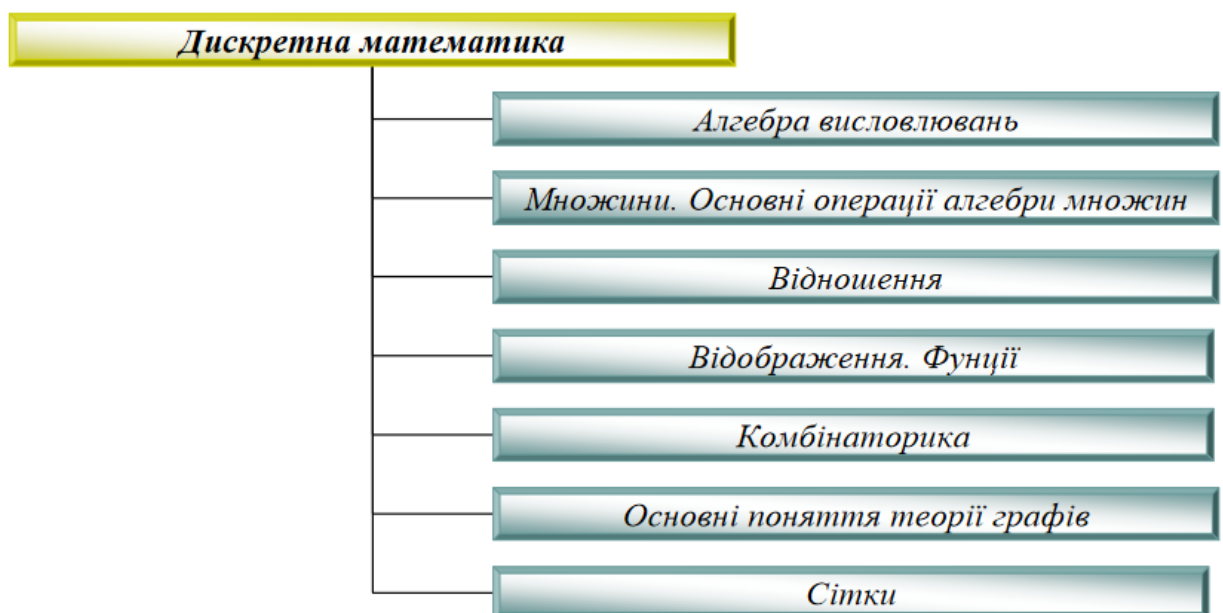 Дискретна математика
Алгебра висловлювань
Множини. Основні операції алгебри множин
Відношення
Відображення. Фунції
Комбінаторика
Основні поняття теорії графів
Сітки